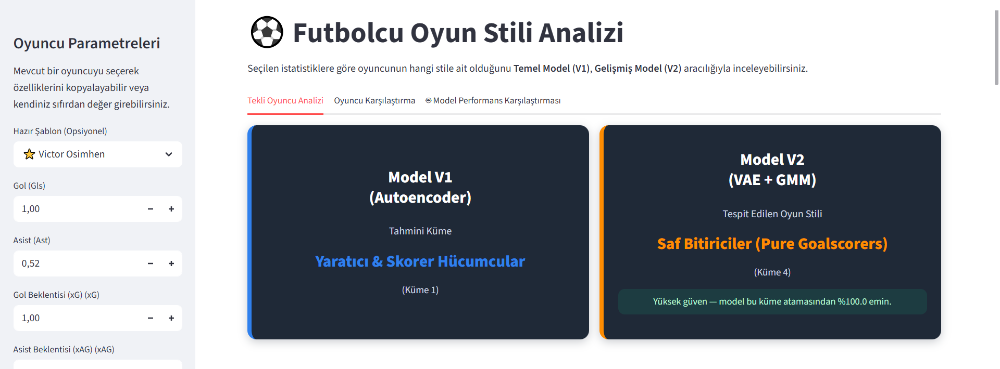 Oyuncu Parametreleri
Mevcut bir oyuncuyu seçerek
özelliklerini kopyalayabilir veya
kendiniz sıfırdan değer girebilirsiniz.
Hazır Şablon (Opsiyonel)
⭐ Victor Osimhen
Gol (Gls)
1,00
Asist (Ast)
0,52
Gol Beklentisi (xG) (xG)
1,00
Asist Beklentisi (xAG) (xAG)
⚽ Futbolcu Oyun Stili Analizi
Seçilen istatistiklere göre oyuncunun hangi stile ait olduğunu Temel Model (V1), Gelişmiş Model (V2) aracılığıyla inceleyebilirsiniz.
Tekli Oyuncu Analizi Oyuncu Karşılaştırma Model Performans Karşılaştırması
Model V1
(Autoencoder)
Tahmini Küme
Yaratıcı & Skorer Hücumcular
(Küme 1)
Model V2
(VAE + GMM)
Tespit Edilen Oyun Stili
Saf Bitiriciler (Pure Goalscorers)
(Küme 4)
Yüksek güven — model bu küme atamasından %100.0 emin.